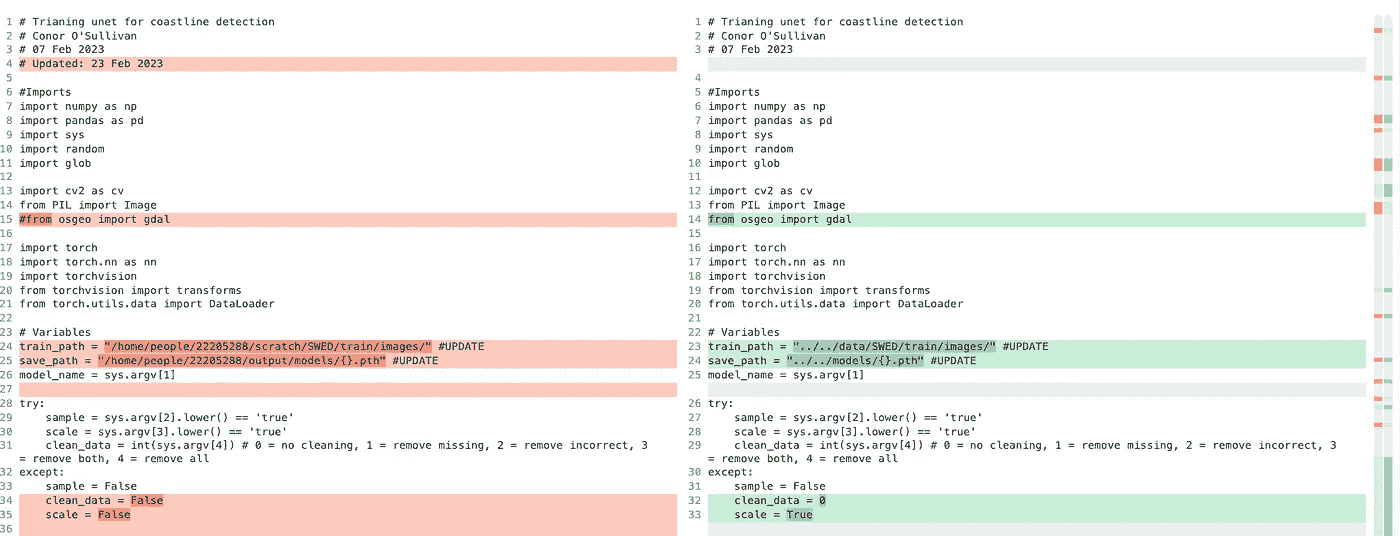 1 # Trianing unet for coastline detection
2 # Conor O'Sullivan
3 # 07 Feb 2023
4 # Updated: 23 Feb 2023
5
6 #Imports
7 import numpy as np
8 import pandas as pd
9 import sys
10 import random
11 import glob
12
13 import cv2 as cv
14 from PIL import Image
15 #from osgeo import gdal
16
17 import torch
18 import torch.nn as nn
19 import torchvision
20 from torchvision import transforms
21 from torch.utils.data import DataLoader
22
23 # Variables
24 train_path = "/home/people/22205288/scratch/SWED/train/images/" #UPDATE
25 save_path = "/home/people/22205288/output/models/{}.pth" #UPDATE
26 model_name = sys.argv[1]
27
28 try:
29     sample = sys.argv[2].lower() == 'true'
30     scale = sys.argv[3].lower() == 'true'
31     clean_data = int(sys.argv[4]) # 0 = no cleaning, 1 = remove missing, 2 = remove incorrect, 3
= remove both, 4 = remove all
32 except:
33     sample = False
34     clean_data = False
35     scale = False
36
1 # Trianing unet for coastline detection
2 # Conor O'Sullivan
3 # 07 Feb 2023
4
5 #Imports
6 import numpy as np
7 import pandas as pd
8 import sys
9 import random
10 import glob
11
12 import cv2 as cv
13 from PIL import Image
14 from osgeo import gdal
15
16 import torch
17 import torch.nn as nn
18 import torchvision
19 from torchvision import transforms
20 from torch.utils.data import DataLoader
21
22 # Variables
23 train_path = "../../data/SWED/train/images/" #UPDATE
24 save_path = "../../models/{}.pth" #UPDATE
25 model_name = sys.argv[1]
26 try:
27     sample = sys.argv[2].lower() == 'true'
28     scale = sys.argv[3].lower() == 'true'
29     clean_data = int(sys.argv[4]) # 0 = no cleaning, 1 = remove missing, 2 = remove incorrect, 3
= remove both, 4 = remove all
30 except:
31     sample = False
32     clean_data = 0
33     scale = True